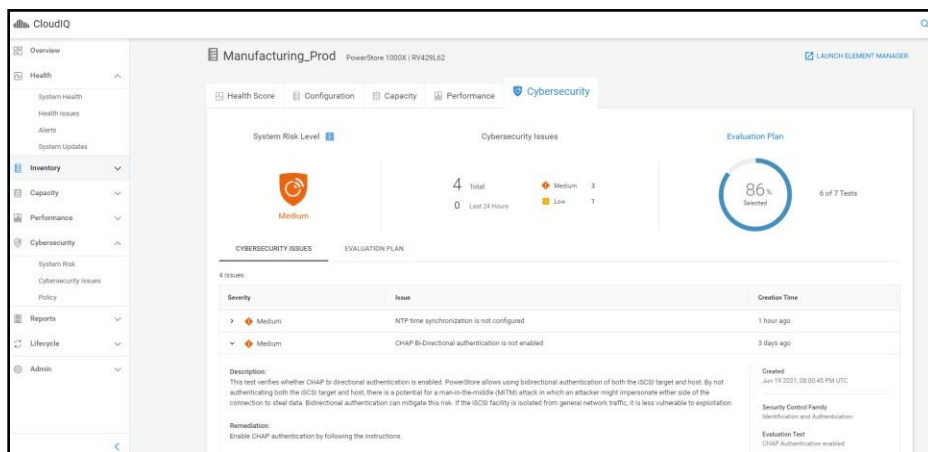 CloudIQ
Overview
Health
System Health
Health Issues
Alerts
System Updates
Inventory
Capacity
Performance
Cybersecurity
System Risk
Cybersecurity Issues
Policy
Reports
Lifecycle
Admin
Manufacturing_Prod PowerStore 1000X | RV429L62
LAUNCH ELEMENT MANAGER
Health Score Configuration Capacity Performance Cybersecurity
System Risk Level
Medium
Cybersecurity Issues
4 Total
0 Last 24 Hours
Medium 3
Low 1
Evaluation Plan
86%
Selected
6 of 7 Tests
CYBERSECURITY ISSUES EVALUATION PLAN
4 Issues
Severity Issue Creation Time
Medium NTP time synchronization is not configured 1 hour ago
Medium CHAP Bi-Directional authentication is not enabled 3 days ago
Description:
This test verifies whether CHAP bi directional authentication is enabled. PowerStore allows using bidirectional authentication of both the iSCSI target and host. By not
authenticating both the iSCSI target and host, there is a potential for a man-in-the-middle (MiTM) attack in which an attacker might impersonate either side of the
connection to steal data. Bidirectional authentication can mitigate this risk. If the iSCSI facility is isolated from general network traffic, it is less vulnerable to exploitation.
Remediation:
Enable CHAP authentication by following the instructions.
Created
Jun 19 2021, 08:00:45 PM UTC
Security Control Family
Identification and Authentication
Evaluation Test
CHAP Authentication enabled